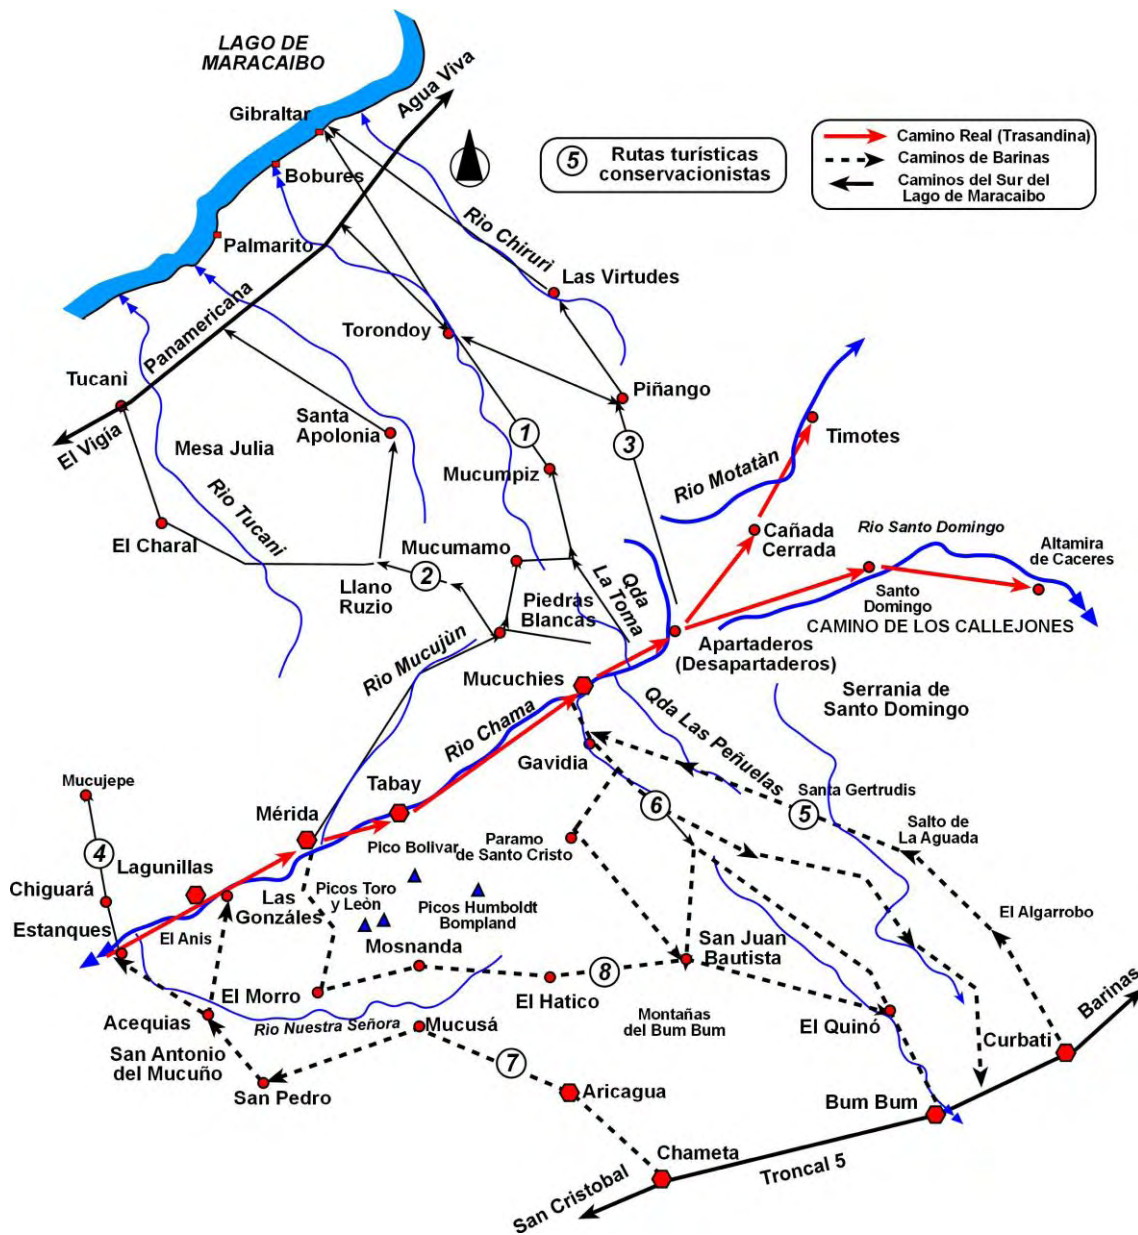 LAGO DE
MARACAIBO
Agua Viva
Gibraltar
Bobures
Palmarito
5
Rutas turísticas
conservacionistas
Camino Real (Trasandina)
Caminos de Barinas
Caminos del Sur del
Lago de Maracaibo
Rìo Chiruri
Las Virtudes
Panamericana
Torondoy
Tucanì
Piñango
El Vigía
Mesa Julia
Santa
Apolonia
1
3
Timotes
Rio Motatàn
Mucumpiz
Rio Tucani
El Charal
Mucumamo
2
Llano
Ruzio
Piedras
Blancas
Qda
La Toma
Cañada
Cerrada
Rio Santo Domingo
Altamira
de Caceres
Santo
Domingo
CAMINO DE LOS CALLEJONES
Rio Mucujùn
Apartaderos
(Desapartaderos)
Mucuchies
Serrania de
Santo Domingo
Rio Chama
Qda Las Peñuelas
Gavidia
Mucujepe
Tabay
Mérida
6
Santa Gertrudis
5
4
Paramo
de Santo Cristo
Salto de
La Aguada
Pico Bolivar
Lagunillas
Chiguará
Las
Gonzáles
Picos Toro
y Leòn
Picos Humboldt
Bompland
El Algarrobo
Estanques
El Anis
Mosnanda
San Juan
Bautista
8
El Morro
El Hatico
Barinas
Acequias
Rio Nuestra Señora
Mucusá
Montañas
del Bum Bum
El Quinó
Curbati
San Antonio
del Mucuño
7
San Pedro
Aricagua
Bum Bum
Chameta
Troncal 5
San Cristobal